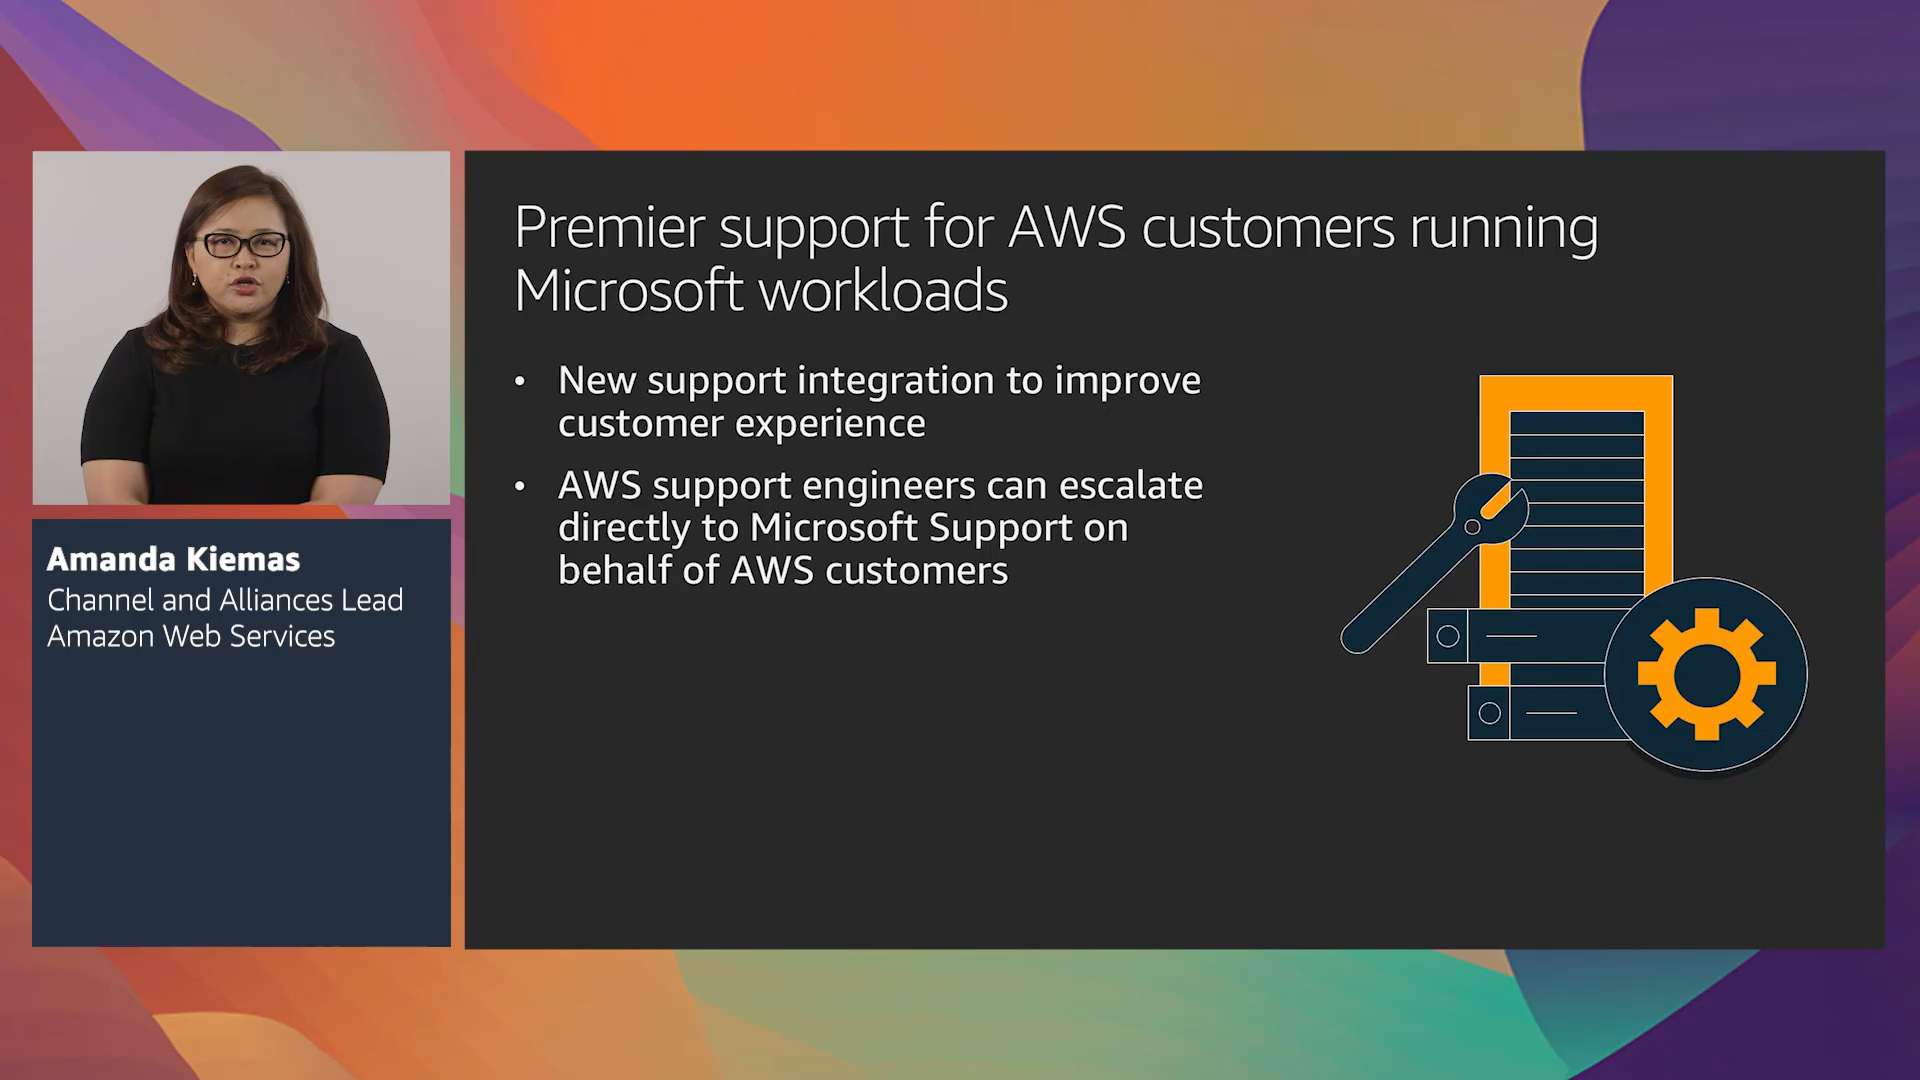 Premier support for AWS customers running
Microsoft workloads
• New support integration to improve
customer experience
• AWS support engineers can escalate
directly to Microsoft Support on
behalf of AWS customers
Amanda Kiemas
Channel and Alliances Lead
Amazon Web Services